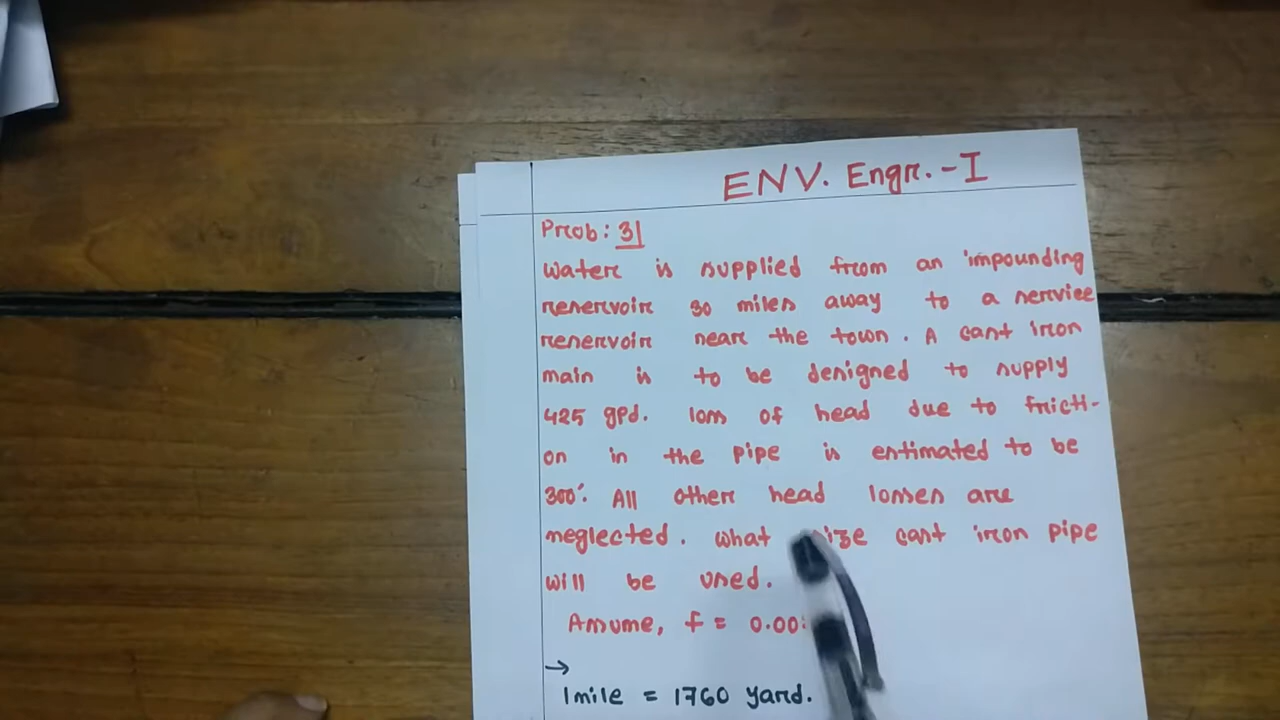 ENV. Engr. - I
Prob: 31
Water is supplied from an impounding
reservoir 30 miles away to a service
reservoir near the town. A cast iron
main is to be designed to supply
425 gpd. loss of head due to fricti-
on in the pipe is estimated to be
300'. All other head losses are
neglected. what size cast iron pipe
will be used.
Assume, f = 0.00
→
1mile = 1760 yard.